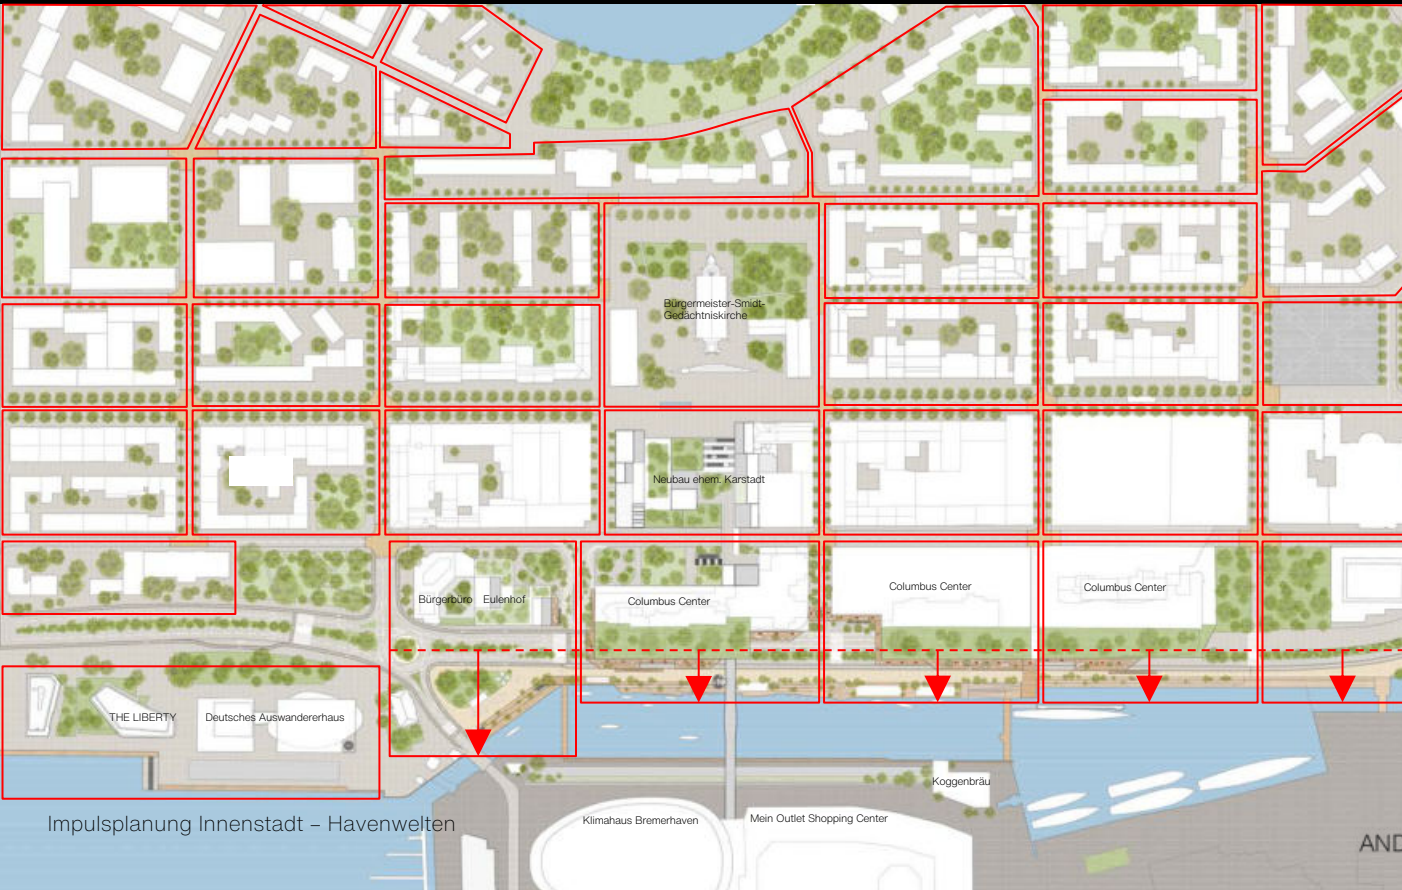 Bürgermeister-Smidt-
Gedächtniskirche
Neubau ehem. Karstadt
Columbus Center
Columbus Center
Bürgerbüro
Eulenhof
Columbus Center
THE LIBERTY
Deutsches Auswandererhaus
Koggenbräu
Klimahaus Bremerhaven
Mein Outlet Shopping Center
Impulsplanung Innenstadt – Havenwelten
AND